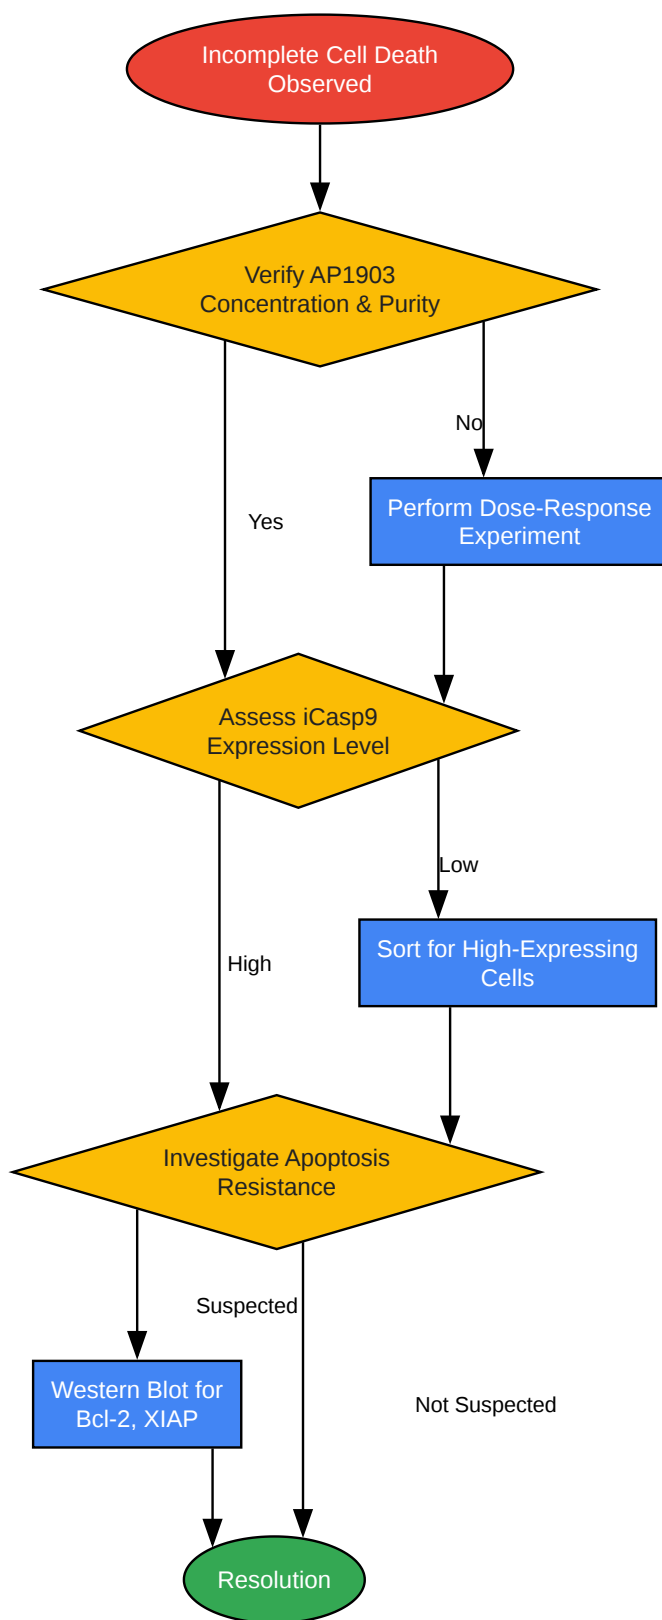 Incomplete Cell Death
Observed
Verify AP1903
Concentration & Purity
No
Perform Dose-Response
Experiment
Yes
Assess iCasp9
Expression Level
Low
Sort for High-Expressing
Cells
High
Investigate Apoptosis
Resistance
Suspected
Western Blot for
Bcl-2, XIAP
Not Suspected
Resolution